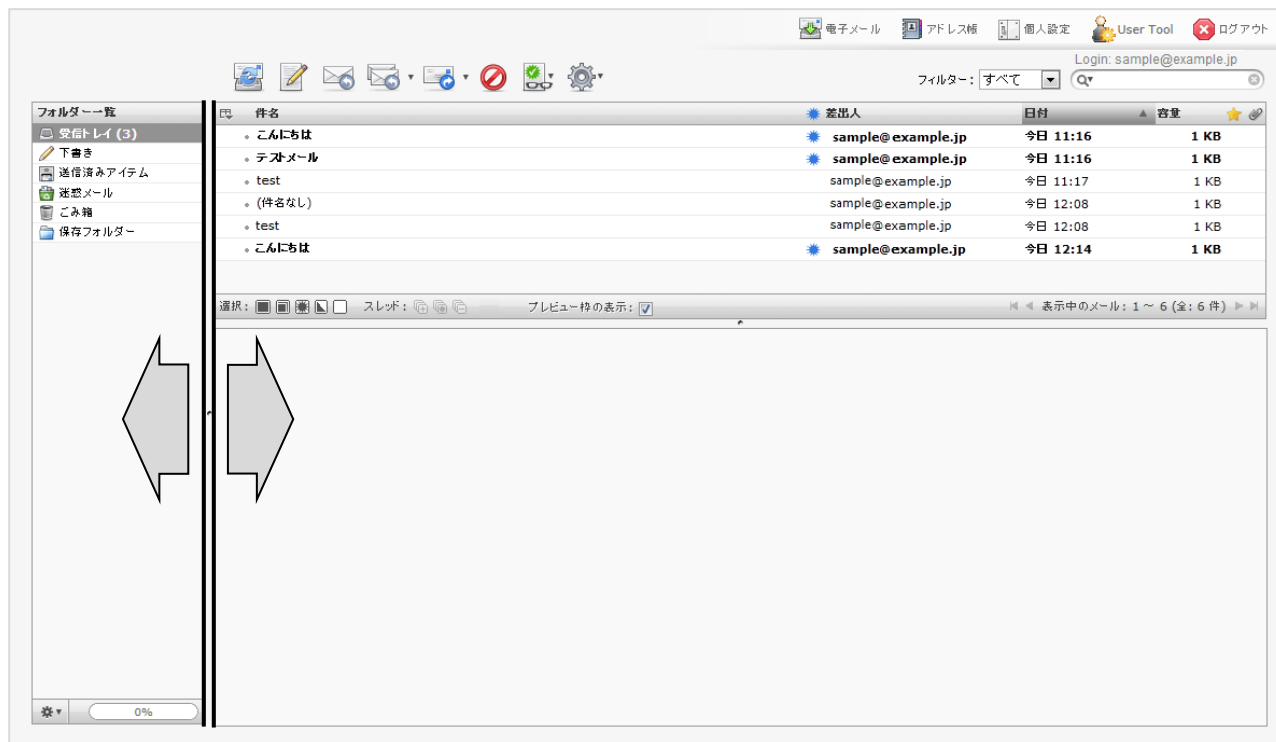 電子メール アドレス帳 個人設定 User Tool ログアウト
Login: sample@example.jp
フィルター: すべて
フォルダー一覧
受信トレイ (3)
下書き
送信済みアイテム
迷惑メール
ごみ箱
保存フォルダー
0%
件名 差出人 日付 容量
こんにちは sample@example.jp 今日 11:16 1 KB
テストメール sample@example.jp 今日 11:16 1 KB
test sample@example.jp 今日 11:17 1 KB
(件名なし) sample@example.jp 今日 12:08 1 KB
test sample@example.jp 今日 12:08 1 KB
こんにちは sample@example.jp 今日 12:14 1 KB
選択: スレッド: プレビュー枠の表示: 表示中のメール: 1 ～ 6 (全: 6 件)